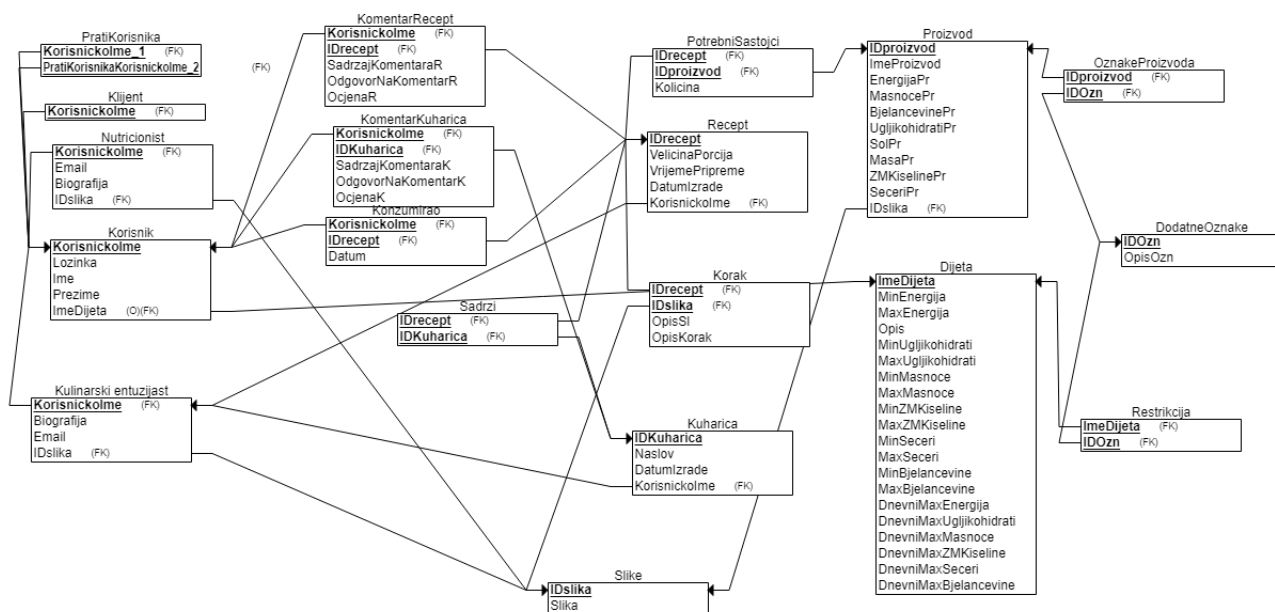 PratiKorisnika
KorisnickoIme_1 (FK)
PratiKorisnikaKorisnickoIme_2 (FK)
Klijent
KorisnickoIme (FK)
Nutricionist
KorisnickoIme (FK)
Email
Biografija
IDslika (FK)
Korisnik
KorisnickoIme
Lozinka
Ime
Prezime
ImeDijeta (O)(FK)
Kulinarski entuzijast
KorisnickoIme (FK)
Biografija
Email
IDslika (FK)
KomentarRecept
KorisnickoIme (FK)
IDrecept (FK)
SadrzajKomentaraR
OdgovorNaKomentarR
OcjenaR
KomentarKuharica
KorisnickoIme (FK)
IDKuharica (FK)
SadrzajKomentaraK
OdgovorNaKomentarK
OcjenaK
Konzumirao
KorisnickoIme (FK)
IDrecept (FK)
Datum
Sadrzi
IDrecept (FK)
IDKuharica (FK)
PotrebniSastojci
IDrecept (FK)
IDproizvod (FK)
Kolicina
Recept
IDrecept
VelicinaPorcija
VrijemePripreme
DatumIzrade
KorisnickoIme (FK)
Korak
IDrecept (FK)
IDslika (FK)
OpisSl
OpisKorak
Kuharica
IDKuharica
Naslov
DatumIzrade
KorisnickoIme (FK)
Slike
IDslika
Slika
Proizvod
IDproizvod
ImeProizvod
EnergijaPr
MasnocePr
BjelancevinePr
UgljikohidratiPr
SolPr
MasaPr
ZMKiselinePr
SeceriPr
IDslika (FK)
Dijeta
ImeDijeta
MinEnergija
MaxEnergija
Opis
MinUgljikohidrati
MaxUgljikohidrati
MinMasnoce
MaxMasnoce
MinZMKiseline
MaxZMKiseline
MinSeceri
MaxSeceri
MinBjelancevine
MaxBjelancevine
DnevniMaxEnergija
DnevniMaxUgljikohidrati
DnevniMaxMasnoce
DnevniMaxZMKiseline
DnevniMaxSeceri
DnevniMaxBjelancevine
OznakeProizvoda
IDproizvod (FK)
IDOzn (FK)
DodatneOznake
IDOzn
OpisOzn
Restrikcija
ImeDijeta (FK)
IDOzn (FK)